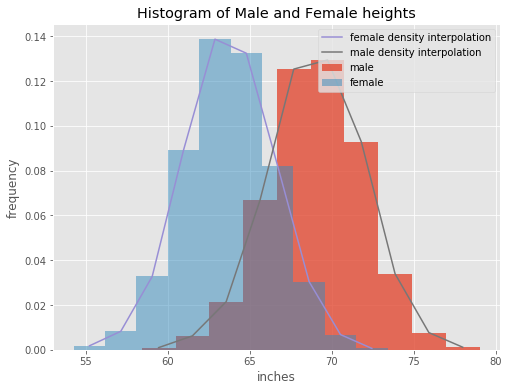 Histogram of Male and Female heights
0.14
0.12
0.10
0.08
0.06
0.04
0.02
0.00
frequency
female density interpolation
male density interpolation
male
female
55
60
65
70
75
80
inches